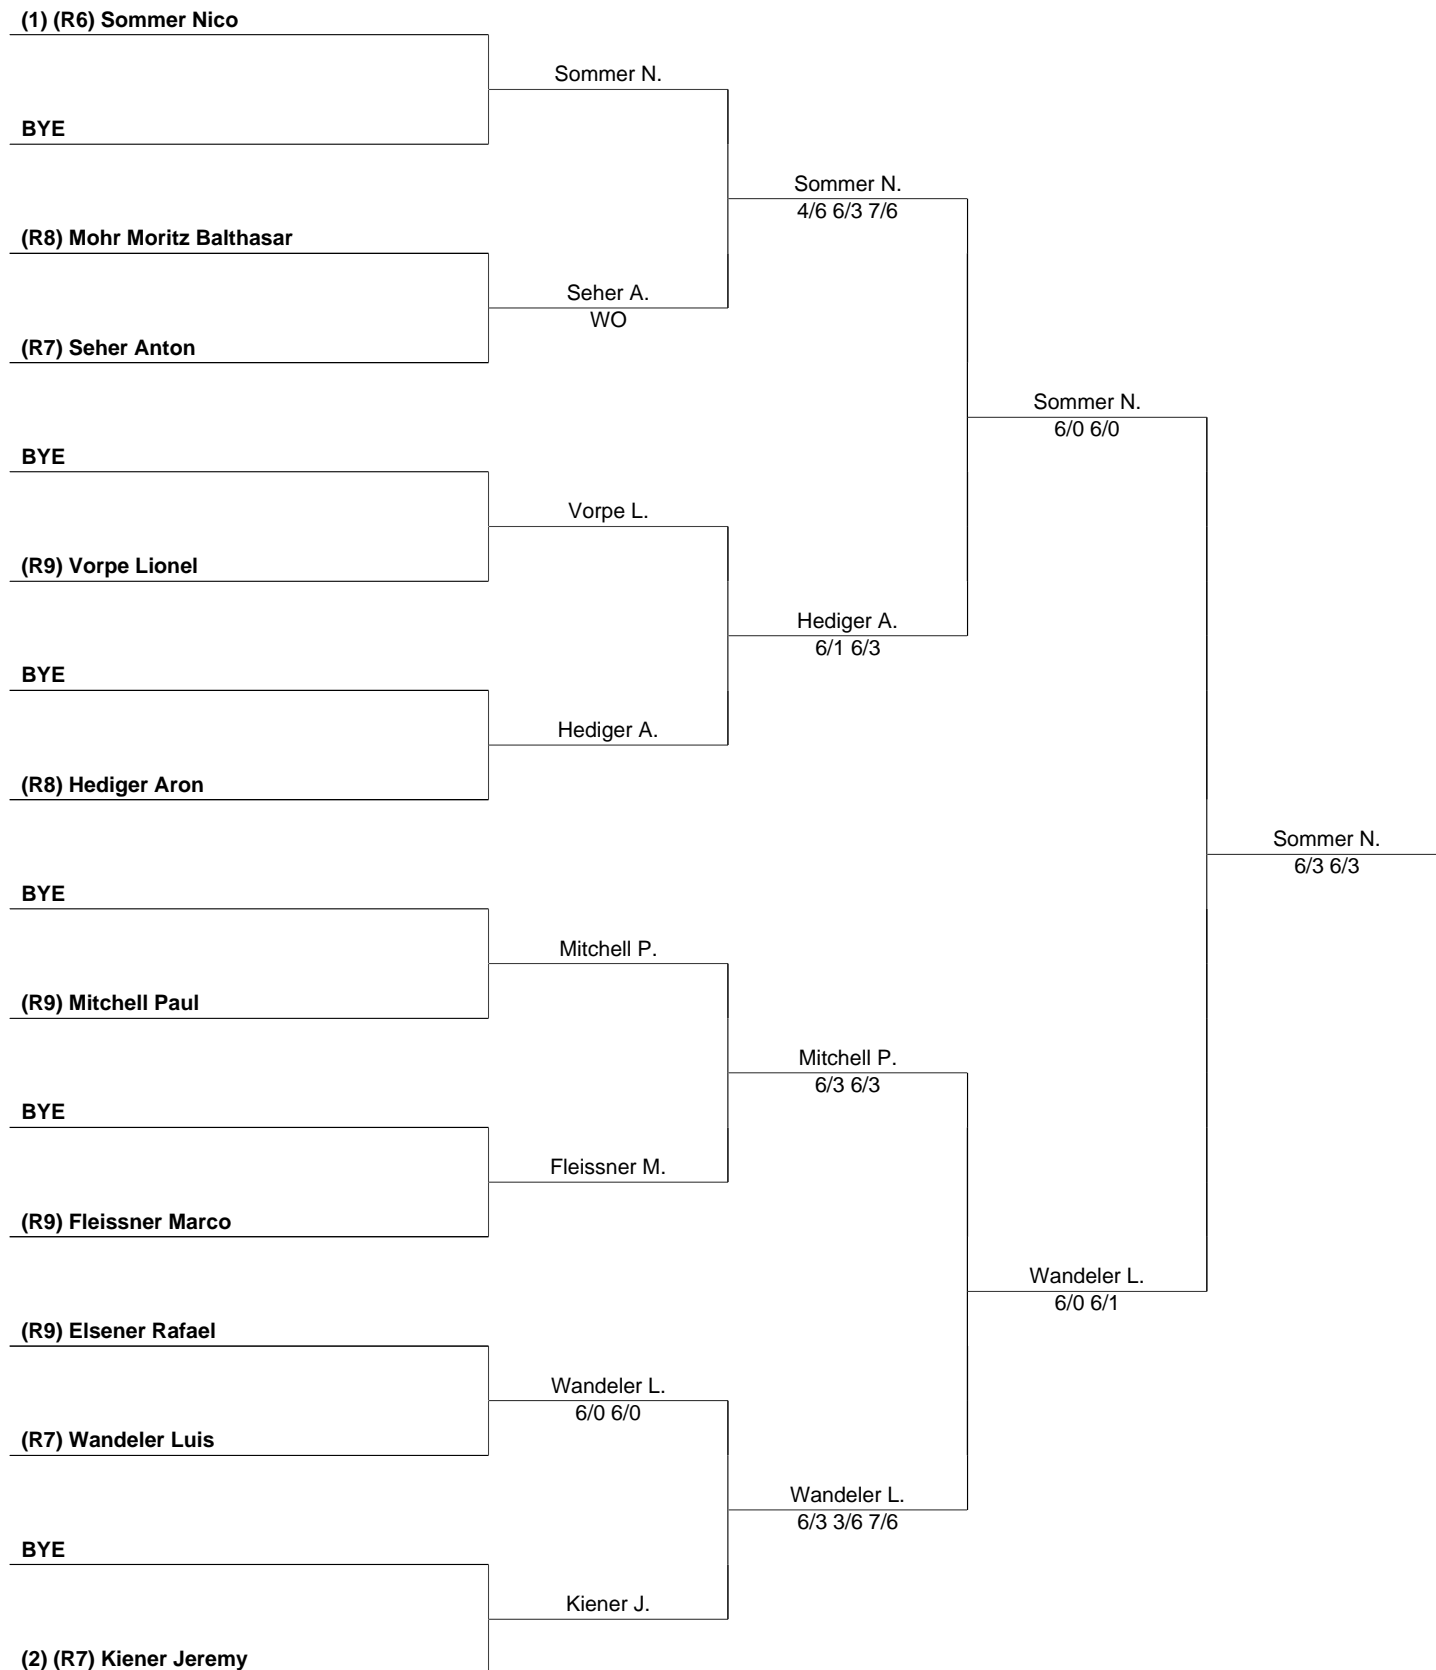 (1) (R6) Sommer Nico
Sommer N.
BYE
Sommer N.
4/6 6/3 7/6
(R8) Mohr Moritz Balthasar
Seher A.
WO
(R7) Seher Anton
Sommer N.
6/0 6/0
BYE
Vorpe L.
(R9) Vorpe Lionel
Hediger A.
6/1 6/3
BYE
Hediger A.
(R8) Hediger Aron
Sommer N.
6/3 6/3
BYE
Mitchell P.
(R9) Mitchell Paul
Mitchell P.
6/3 6/3
BYE
Fleissner M.
(R9) Fleissner Marco
Wandeler L.
6/0 6/1
(R9) Elsener Rafael
Wandeler L.
6/0 6/0
(R7) Wandeler Luis
Wandeler L.
6/3 3/6 7/6
BYE
Kiener J.
(2) (R7) Kiener Jeremy